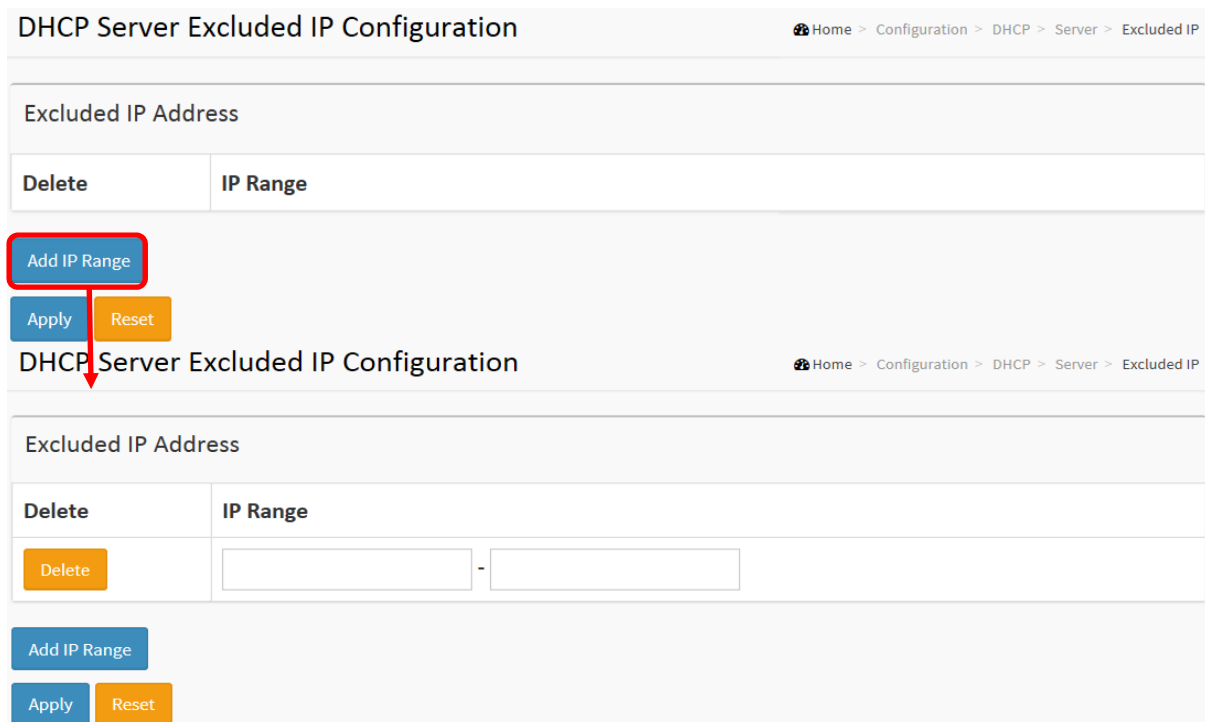 DHCP Server Excluded IP Configuration
Home > Configuration > DHCP > Server > Excluded IP
Excluded IP Address
Delete IP Range
Add IP Range
Apply Reset
DHCP Server Excluded IP Configuration
Home > Configuration > DHCP > Server > Excluded IP
Excluded IP Address
Delete IP Range
Delete -
Add IP Range
Apply Reset